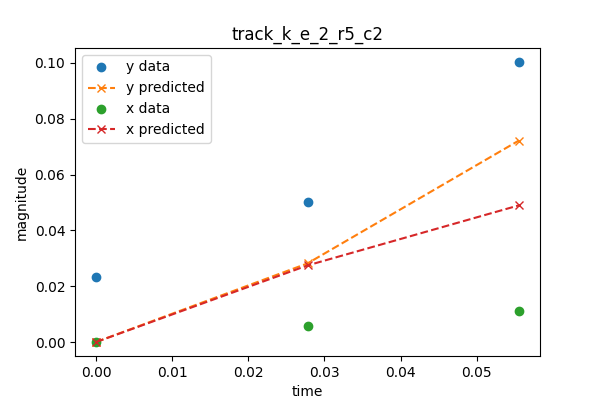 track_k_e_2_r5_c2
y data
y predicted
x data
x predicted
magnitude
0.10
0.08
0.06
0.04
0.02
0.00
0.00 0.01 0.02 0.03 0.04 0.05
time